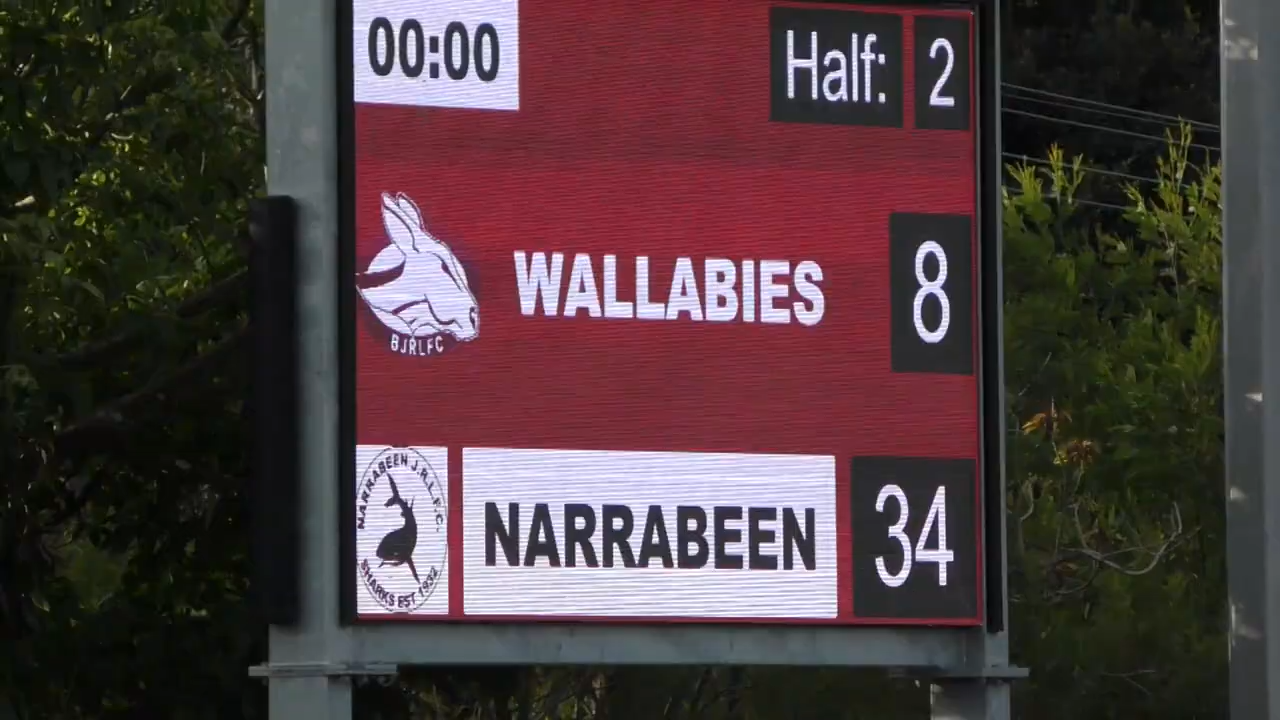 00:00
Half: 2
WALLABIES 8
BJRLFC
NARRABEEN J.R.L.F.C.
SHARKS EST 1932
NARRABEEN 34